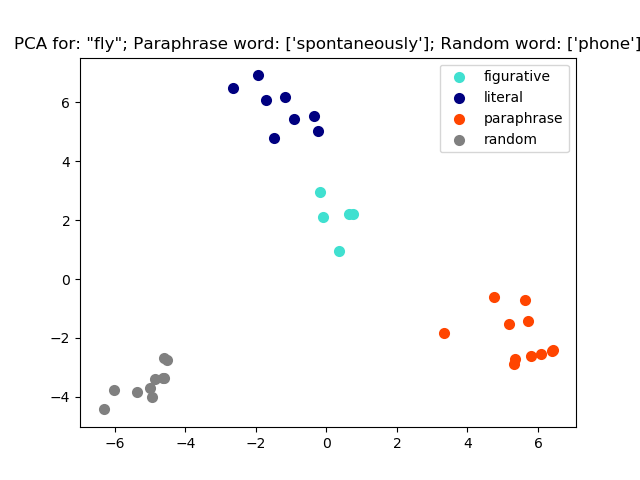 PCA for: "fly"; Paraphrase word: ['spontaneously']; Random word: ['phone']
figurative
literal
paraphrase
random
6
4
2
0
−2
−4
−6 −4 −2 0 2 4 6